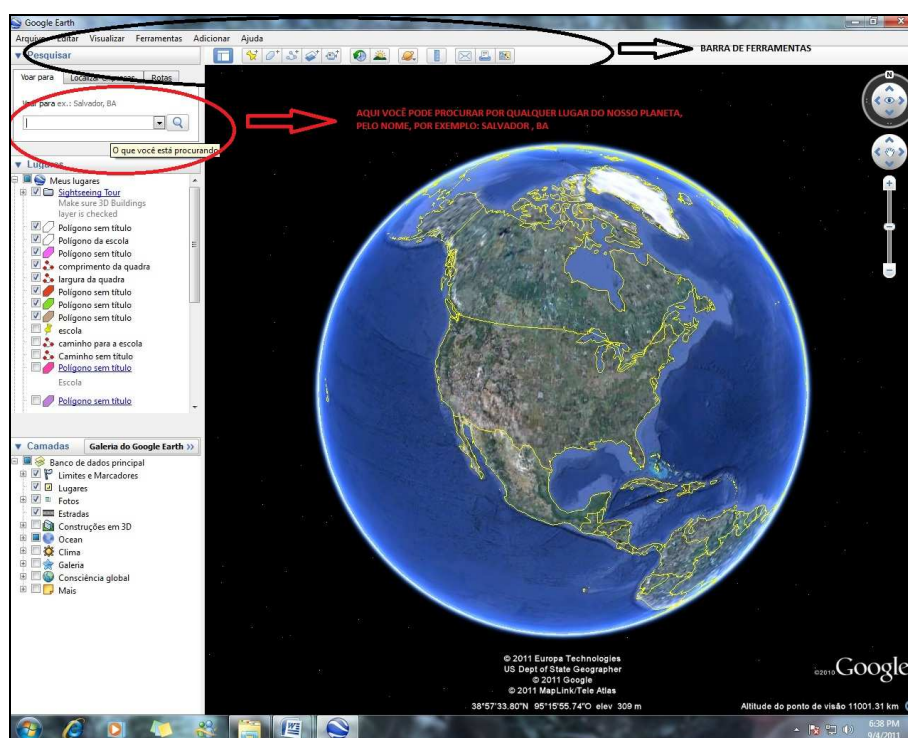 Google Earth
Arquivo Editar Visualizar Ferramentas Adicionar Ajuda
Pesquisar
BARRA DE FERRAMENTAS
Voar para Localizar empresas Rotas
Voar para ex.: Salvador, BA
O que você está procurando
AQUI VOCÊ PODE PROCURAR POR QUALQUER LUGAR DO NOSSO PLANETA,
PELO NOME, POR EXEMPLO: SALVADOR , BA
N
Lugares
Meus lugares
Sightseeing Tour
Make sure 3D Buildings
layer is checked
Polígono sem título
Polígono da escola
Polígono sem título
comprimento da quadra
largura da quadra
Polígono sem título
Polígono sem título
Polígono sem título
escola
caminho para a escola
Caminho sem título
Polígono sem título
Escola
Polígono sem título
Camadas Galeria do Google Earth >>
Banco de dados principal
Limites e Marcadores
Lugares
Fotos
Estradas
Construções em 3D
Ocean
Clima
Galeria
Consciência global
Mais
© 2011 Europa Technologies
US Dept of State Geographer
© 2011 Google
© 2011 MapLink/Tele Atlas
©2010 Google
38°57'33.80"N 95°15'55.74"O elev 309 m
Altitude do ponto de visão 11001.31 km
6:38 PM
9/4/2011